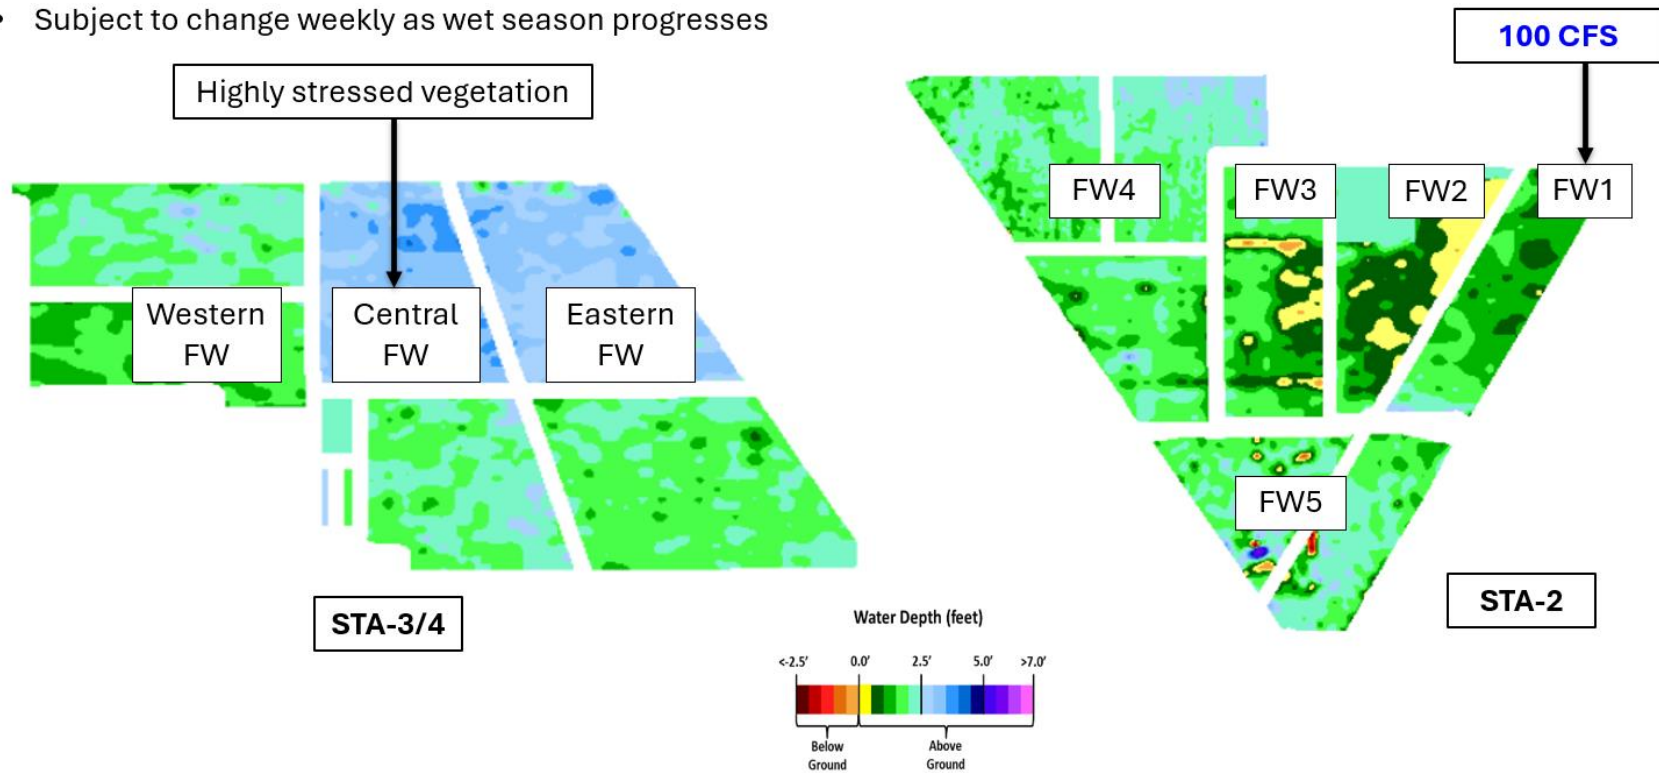 • Subject to change weekly as wet season progresses
100 CFS
Highly stressed vegetation
FW4
FW3
FW2
FW1
Western
FW
Central
FW
Eastern
FW
FW5
STA-3/4
STA-2
Water Depth (feet)
<-2.5' 0.0' 2.5' 5.0' >7.0'
Below
Ground
Above
Ground